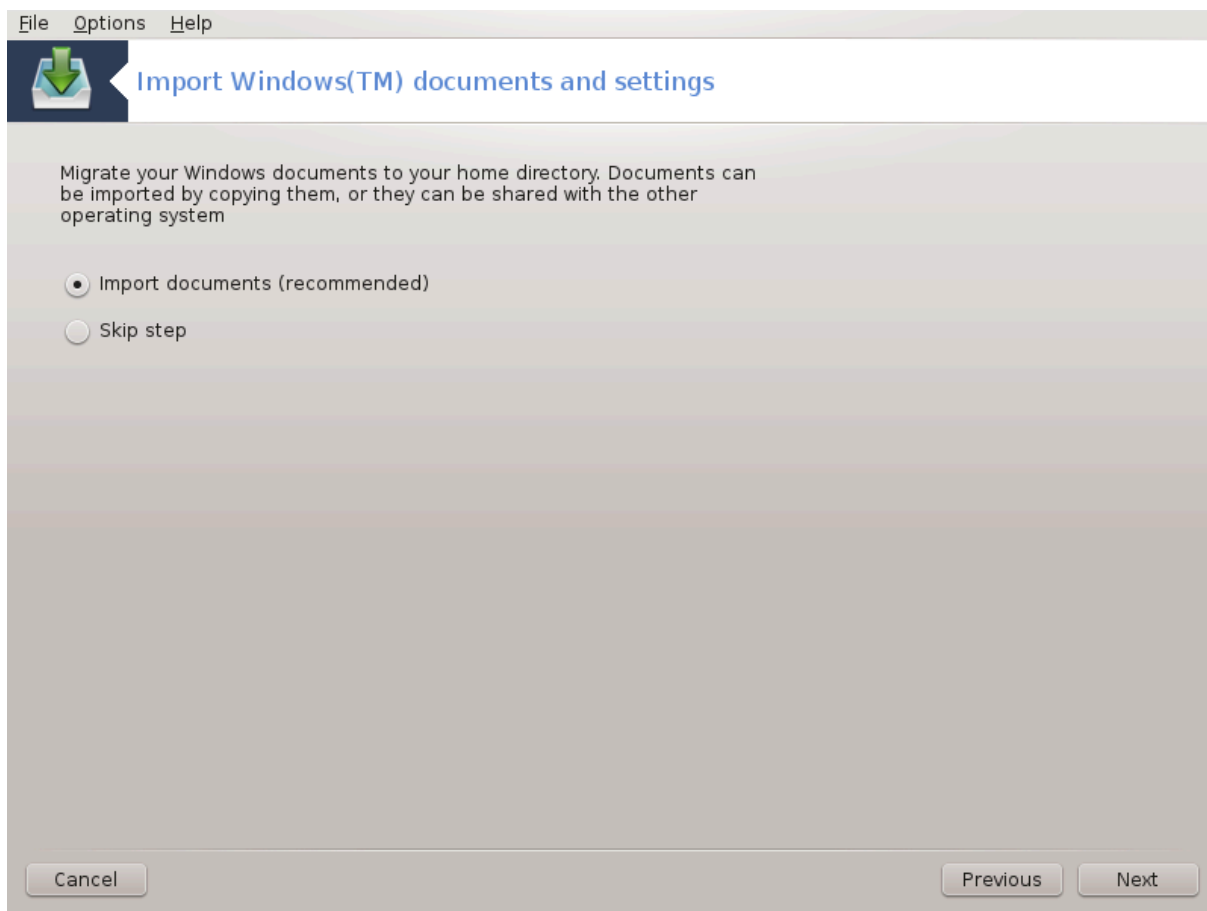 File Options Help
Import Windows(TM) documents and settings
Migrate your Windows documents to your home directory. Documents can
be imported by copying them, or they can be shared with the other
operating system
Import documents (recommended)
Skip step
Cancel Previous Next